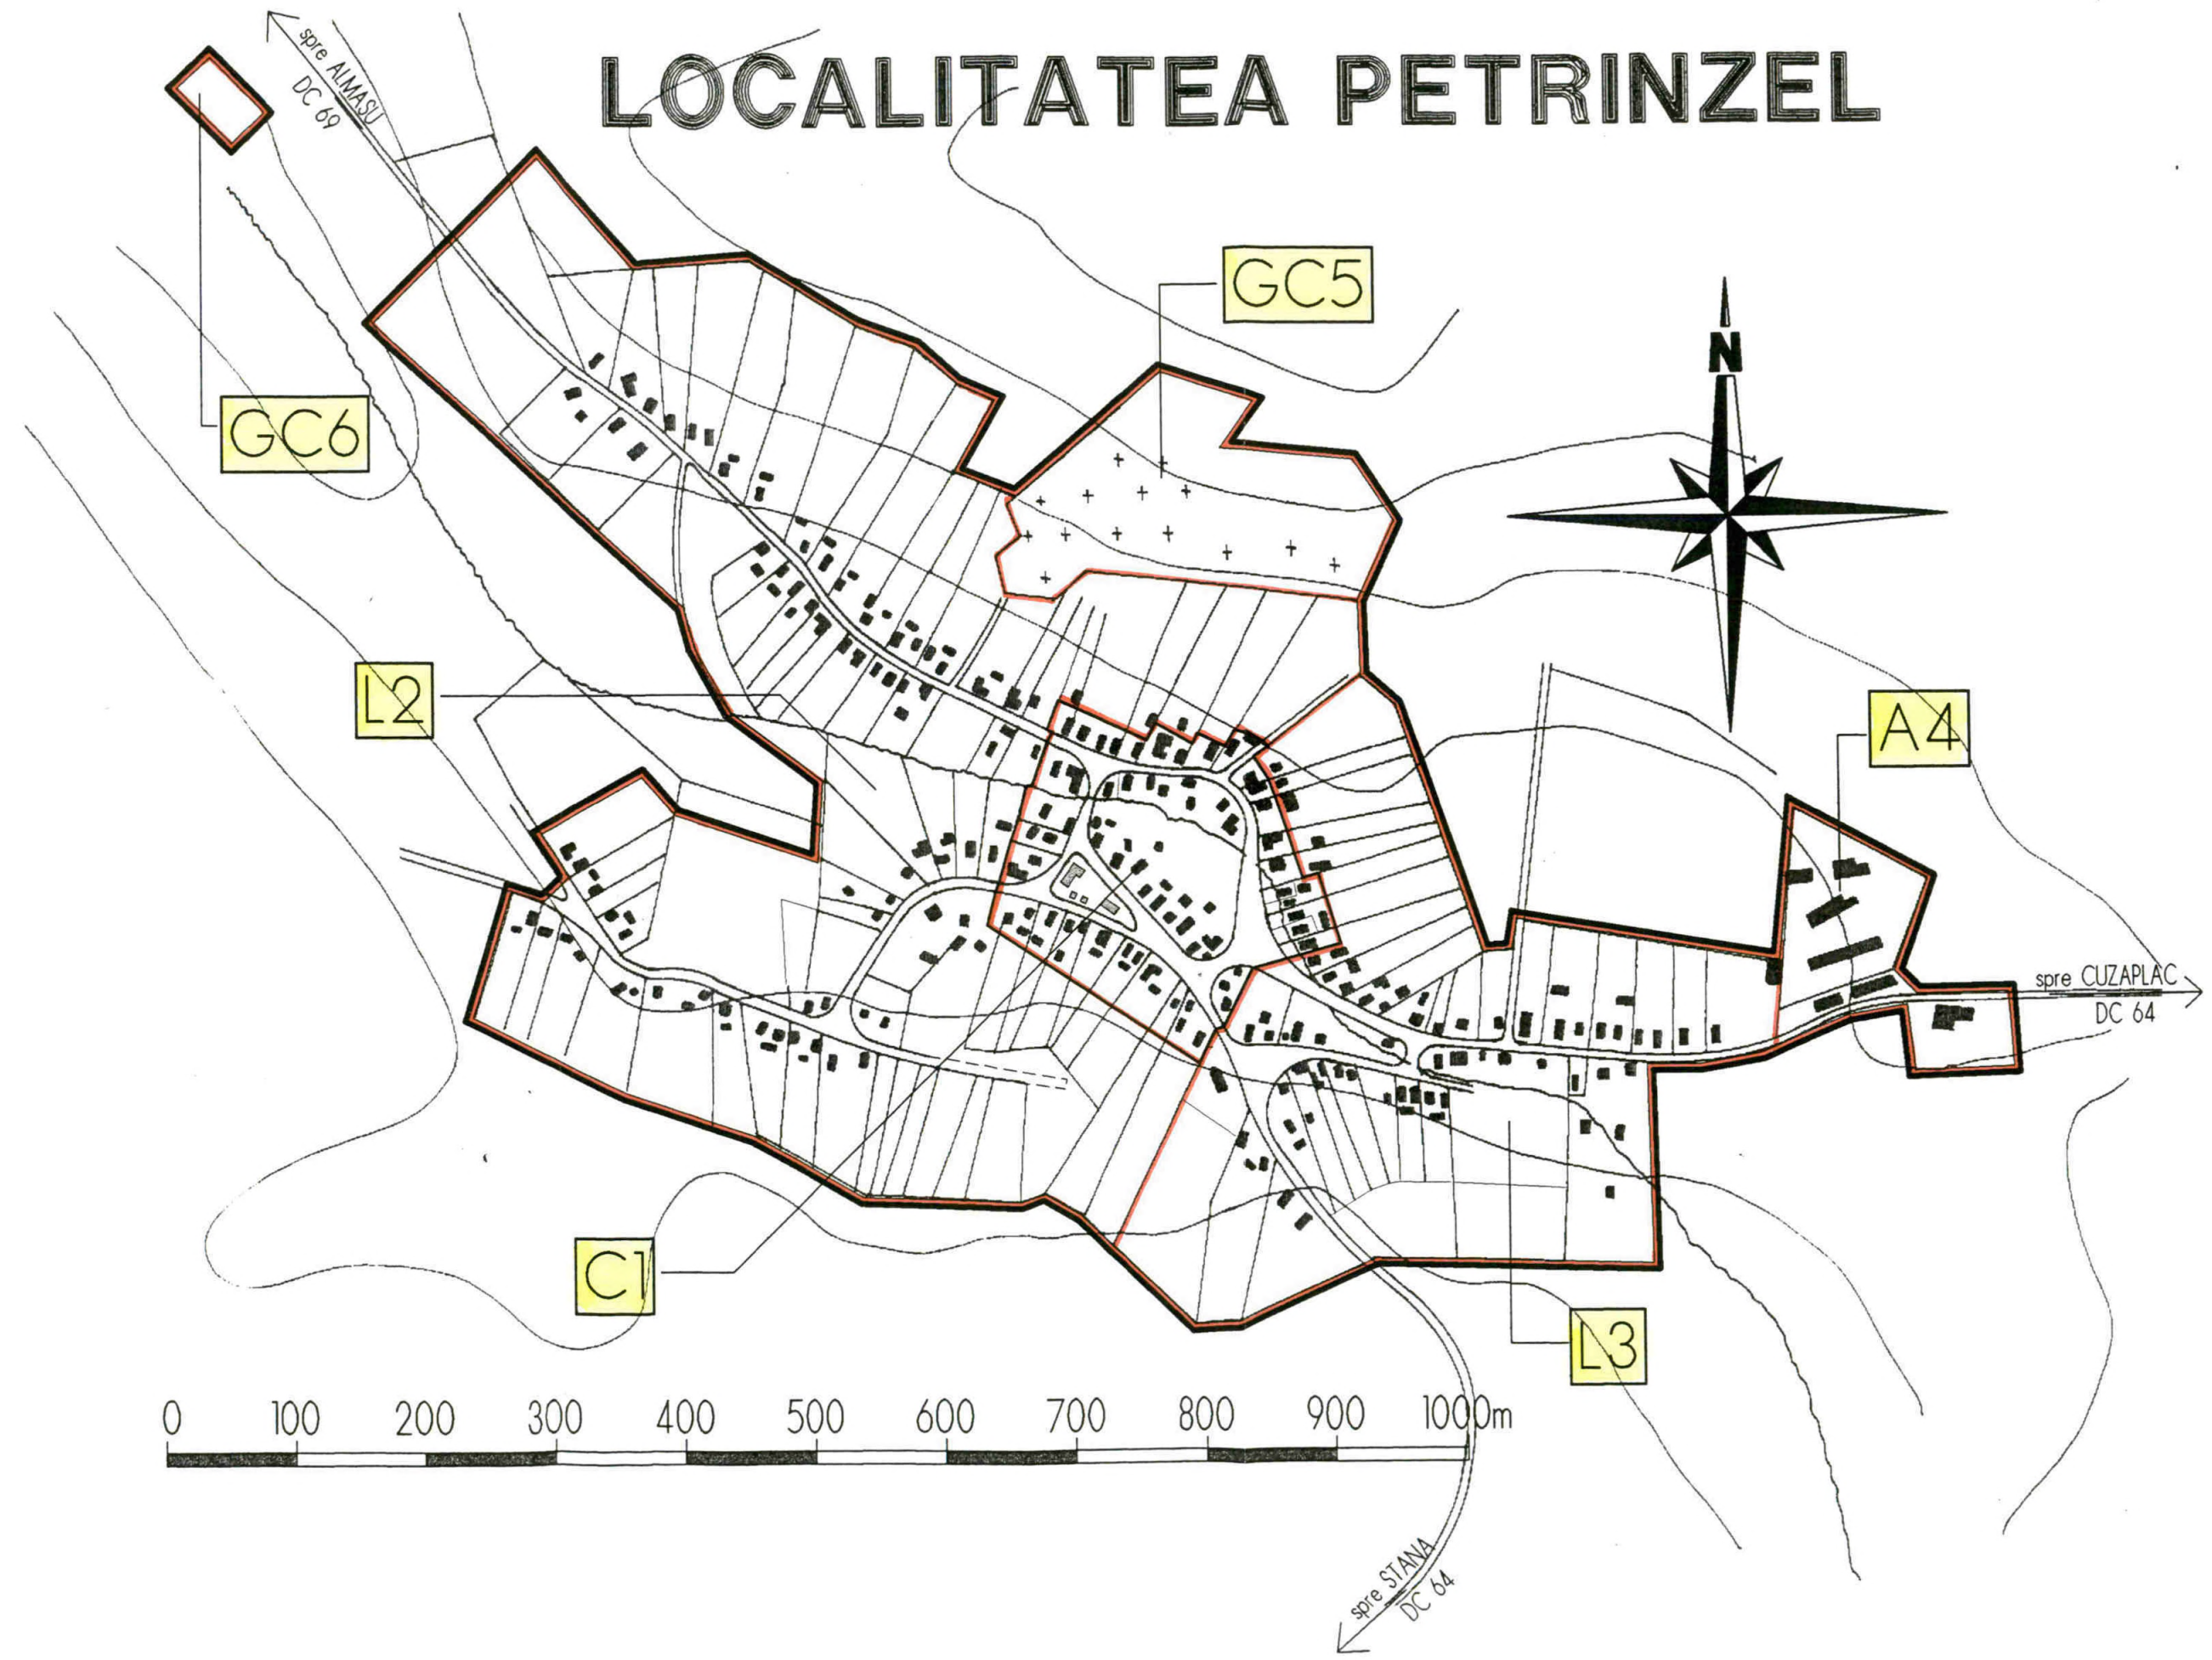 LOCALITATEA PETRINZEL
spre ALMASU
DC 69
GC5
GC6
N
L2
A4
spre CUZAPLAC
DC 64
C1
L3
0 100 200 300 400 500 600 700 800 900 1000m
spre STANA
DC 64